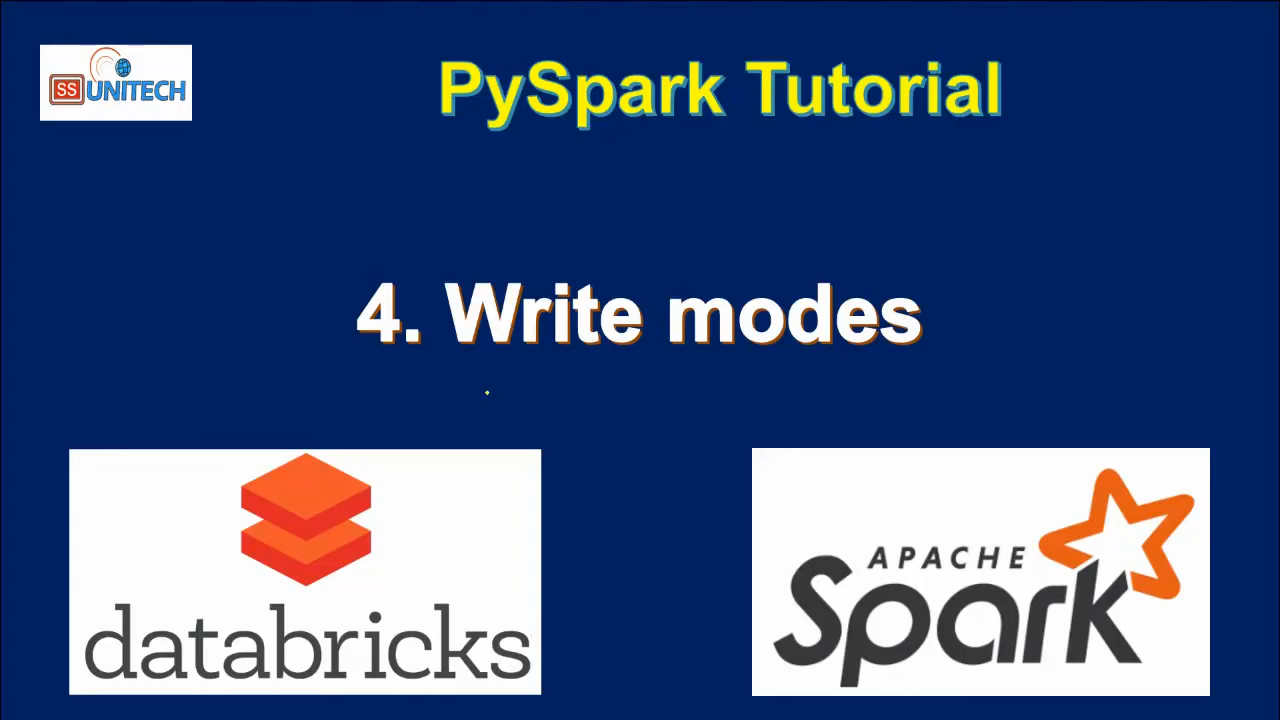 SS UNITECH
PySpark Tutorial
4. Write modes
databricks
APACHE
Spark